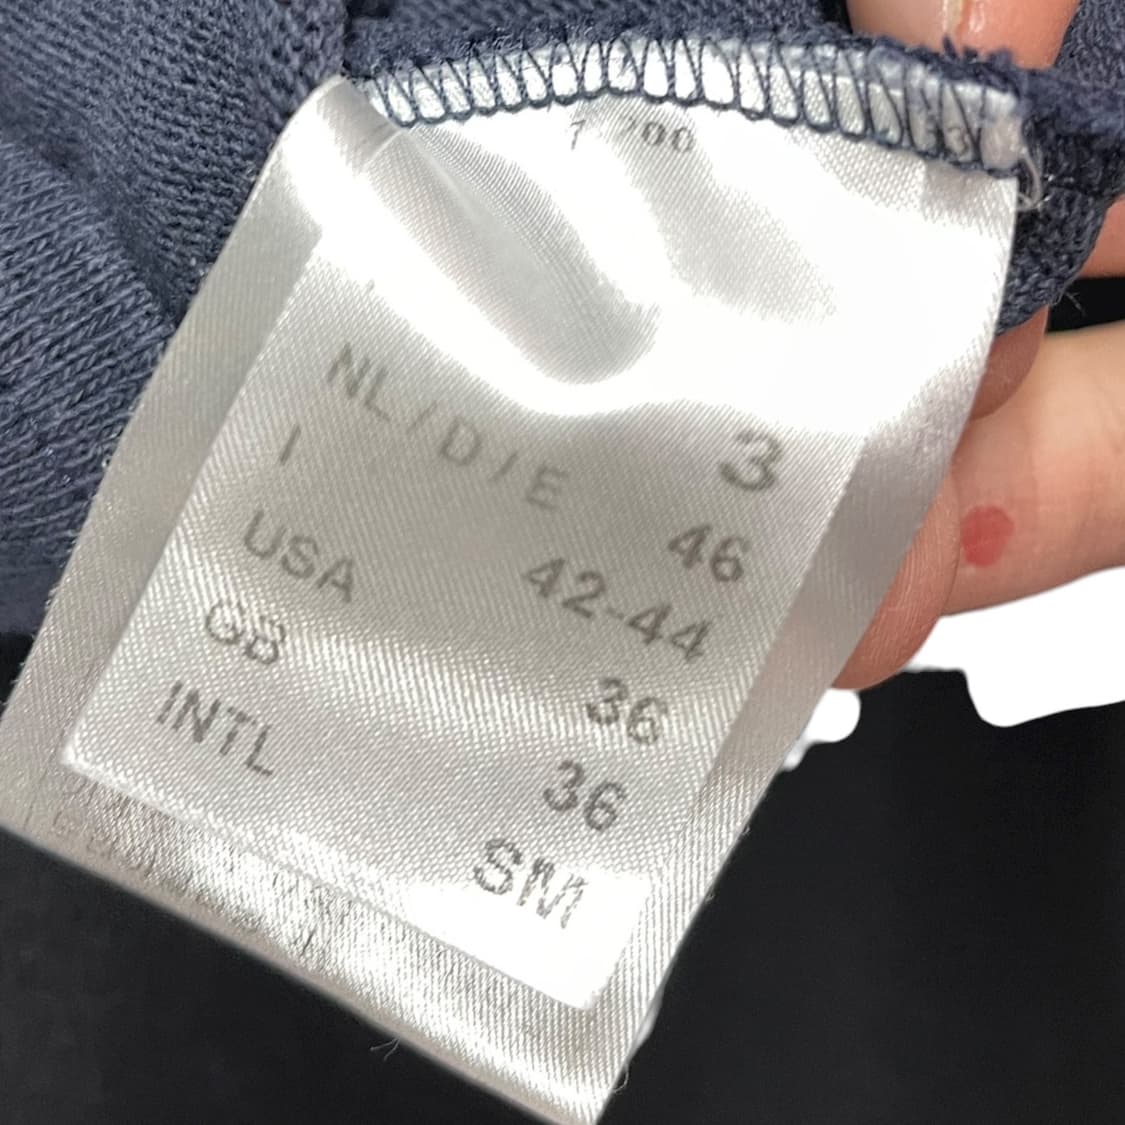 3
NL/D/E 46
I 42-44
USA 36
GB 36
INTL SM